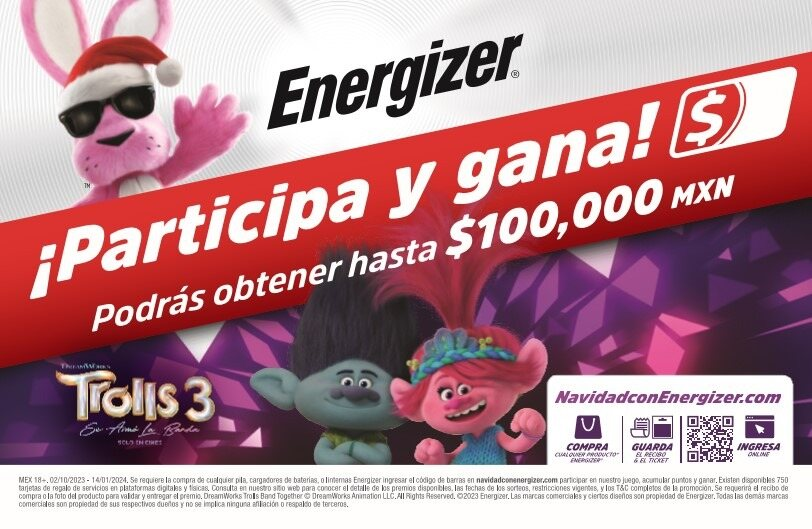 Energizer®
¡Participa y gana! $
Podrás obtener hasta $100,000 MXN
TM
DREAMWORKS
Trolls 3
Se Armó La Banda
SOLO EN CINES
NavidadconEnergizer.com
COMPRA
CUALQUIER PRODUCTO*
ENERGIZER®
GUARDA
EL RECIBO
& EL TICKET
INGRESA
ONLINE
MEX 18+, 02/10/2023 - 14/01/2024. Se requiere la compra de cualquier pila, cargadores de baterías, o linternas Energizer ingresar el código de barras en navidadconenergizer.com participar en nuestro juego, acumular puntos y ganar. Existen disponibles 750
tarjetas de regalo de servicios en plataformas digitales y físicas. Consulta en nuestro sitio web para conocer el detalle de los premios disponibles, las fechas de los sorteos, restricciones vigentes, y los T&C completos de la promoción. Se requerirá el recibo de
compra o la foto del producto para validar y entregar el premio. DreamWorks Trolls Band Together © DreamWorks Animation LLC. All Rights Reserved. ©2023 Energizer. Las marcas comerciales y ciertos diseños son propiedad de Energizer. Todas las demás marcas
comerciales son propiedad de sus respectivos dueños y no se implica ninguna afiliación o respaldo de terceros.